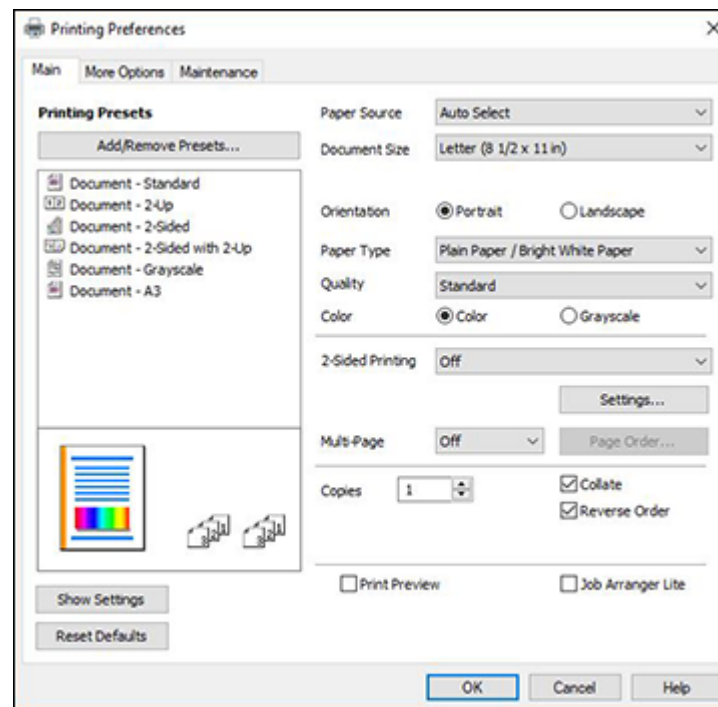 Printing Preferences
Main
More Options
Maintenance
Printing Presets
Add/Remove Presets...
Document - Standard
Document - 2-Up
Document - 2-Sided
Document - 2-Sided with 2-Up
Document - Grayscale
Document - A3
Show Settings
Reset Defaults
Paper Source Auto Select
Document Size Letter (8 1/2 x 11 in)
Orientation Portrait Landscape
Paper Type Plain Paper / Bright White Paper
Quality Standard
Color Color Grayscale
2-Sided Printing Off
Settings...
Multi-Page Off Page Order...
Copies 1 Collate
Reverse Order
Print Preview Job Arranger Lite
OK Cancel Help